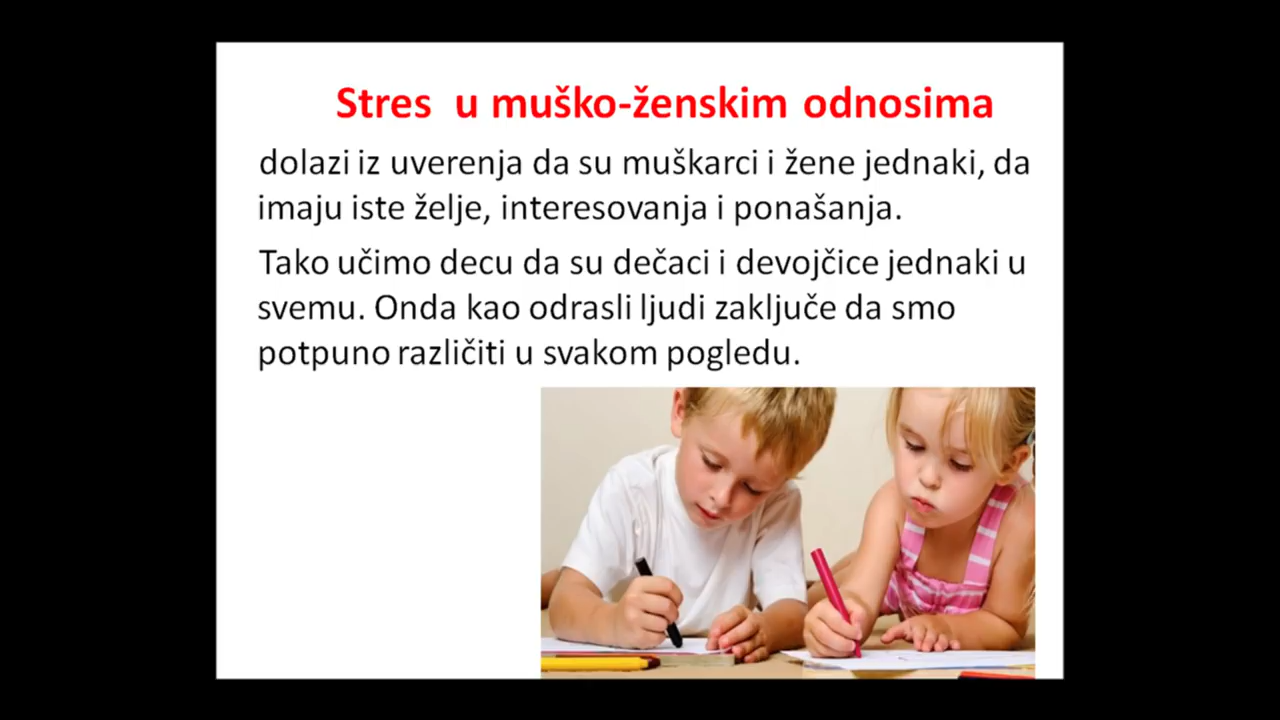 Stres u muško-ženskim odnosima
dolazi iz uverenja da su muškarci i žene jednaki, da
imaju iste želje, interesovanja i ponašanja.
Tako učimo decu da su dečaci i devojčice jednaki u
svemu. Onda kao odrasli ljudi zaključe da smo
potpuno različiti u svakom pogledu.